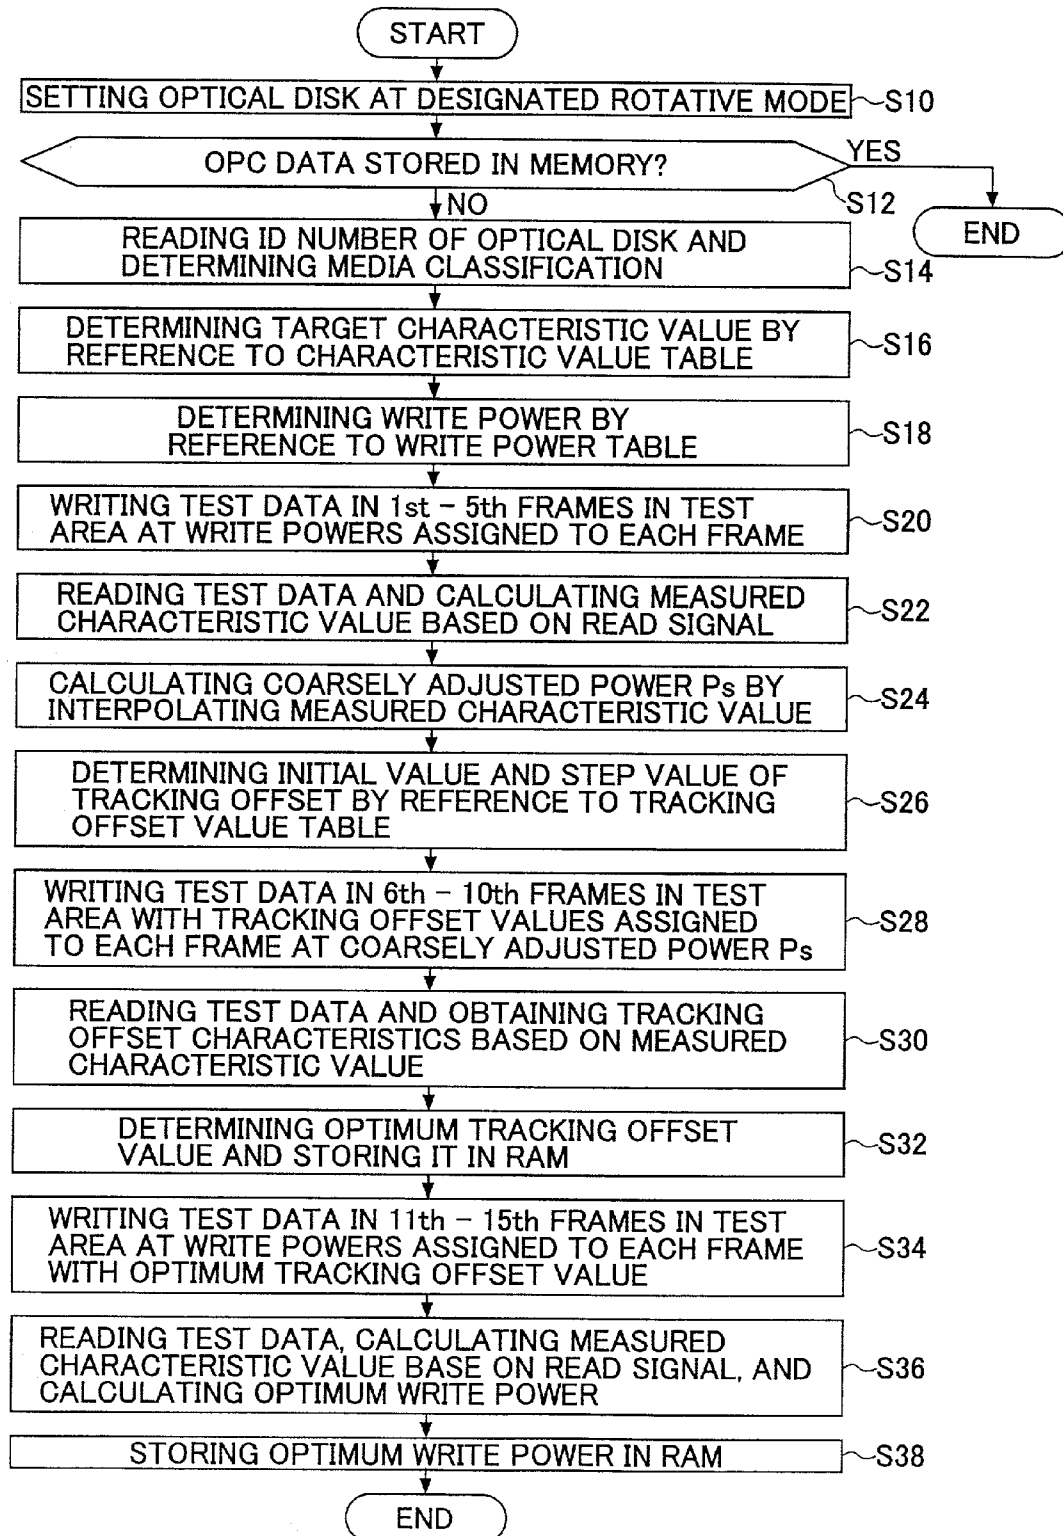 START
SETTING OPTICAL DISK AT DESIGNATED ROTATIVE MODE
S10
OPC DATA STORED IN MEMORY?
YES
S12
NO
END
READING ID NUMBER OF OPTICAL DISK AND
DETERMINING MEDIA CLASSIFICATION
S14
DETERMINING TARGET CHARACTERISTIC VALUE BY
REFERENCE TO CHARACTERISTIC VALUE TABLE
S16
DETERMINING WRITE POWER BY
REFERENCE TO WRITE POWER TABLE
S18
WRITING TEST DATA IN 1st - 5th FRAMES IN TEST
AREA AT WRITE POWERS ASSIGNED TO EACH FRAME
S20
READING TEST DATA AND CALCULATING MEASURED
CHARACTERISTIC VALUE BASED ON READ SIGNAL
S22
CALCULATING COARSELY ADJUSTED POWER Ps BY
INTERPOLATING MEASURED CHARACTERISTIC VALUE
S24
DETERMINING INITIAL VALUE AND STEP VALUE OF
TRACKING OFFSET BY REFERENCE TO TRACKING
OFFSET VALUE TABLE
S26
WRITING TEST DATA IN 6th - 10th FRAMES IN TEST
AREA WITH TRACKING OFFSET VALUES ASSIGNED
TO EACH FRAME AT COARSELY ADJUSTED POWER Ps
S28
READING TEST DATA AND OBTAINING TRACKING
OFFSET CHARACTERISTICS BASED ON MEASURED
CHARACTERISTIC VALUE
S30
DETERMINING OPTIMUM TRACKING OFFSET
VALUE AND STORING IT IN RAM
S32
WRITING TEST DATA IN 11th - 15th FRAMES IN TEST
AREA AT WRITE POWERS ASSIGNED TO EACH FRAME
WITH OPTIMUM TRACKING OFFSET VALUE
S34
READING TEST DATA, CALCULATING MEASURED
CHARACTERISTIC VALUE BASE ON READ SIGNAL, AND
CALCULATING OPTIMUM WRITE POWER
S36
STORING OPTIMUM WRITE POWER IN RAM
S38
END